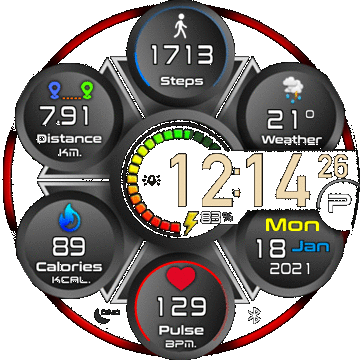 1713
Steps
7.91
Distance
KM.
21°
Weather
12:14 26
83 %
P
Mon
18 Jan
2021
89
Calories
KCAL.
129
Pulse
BPM.